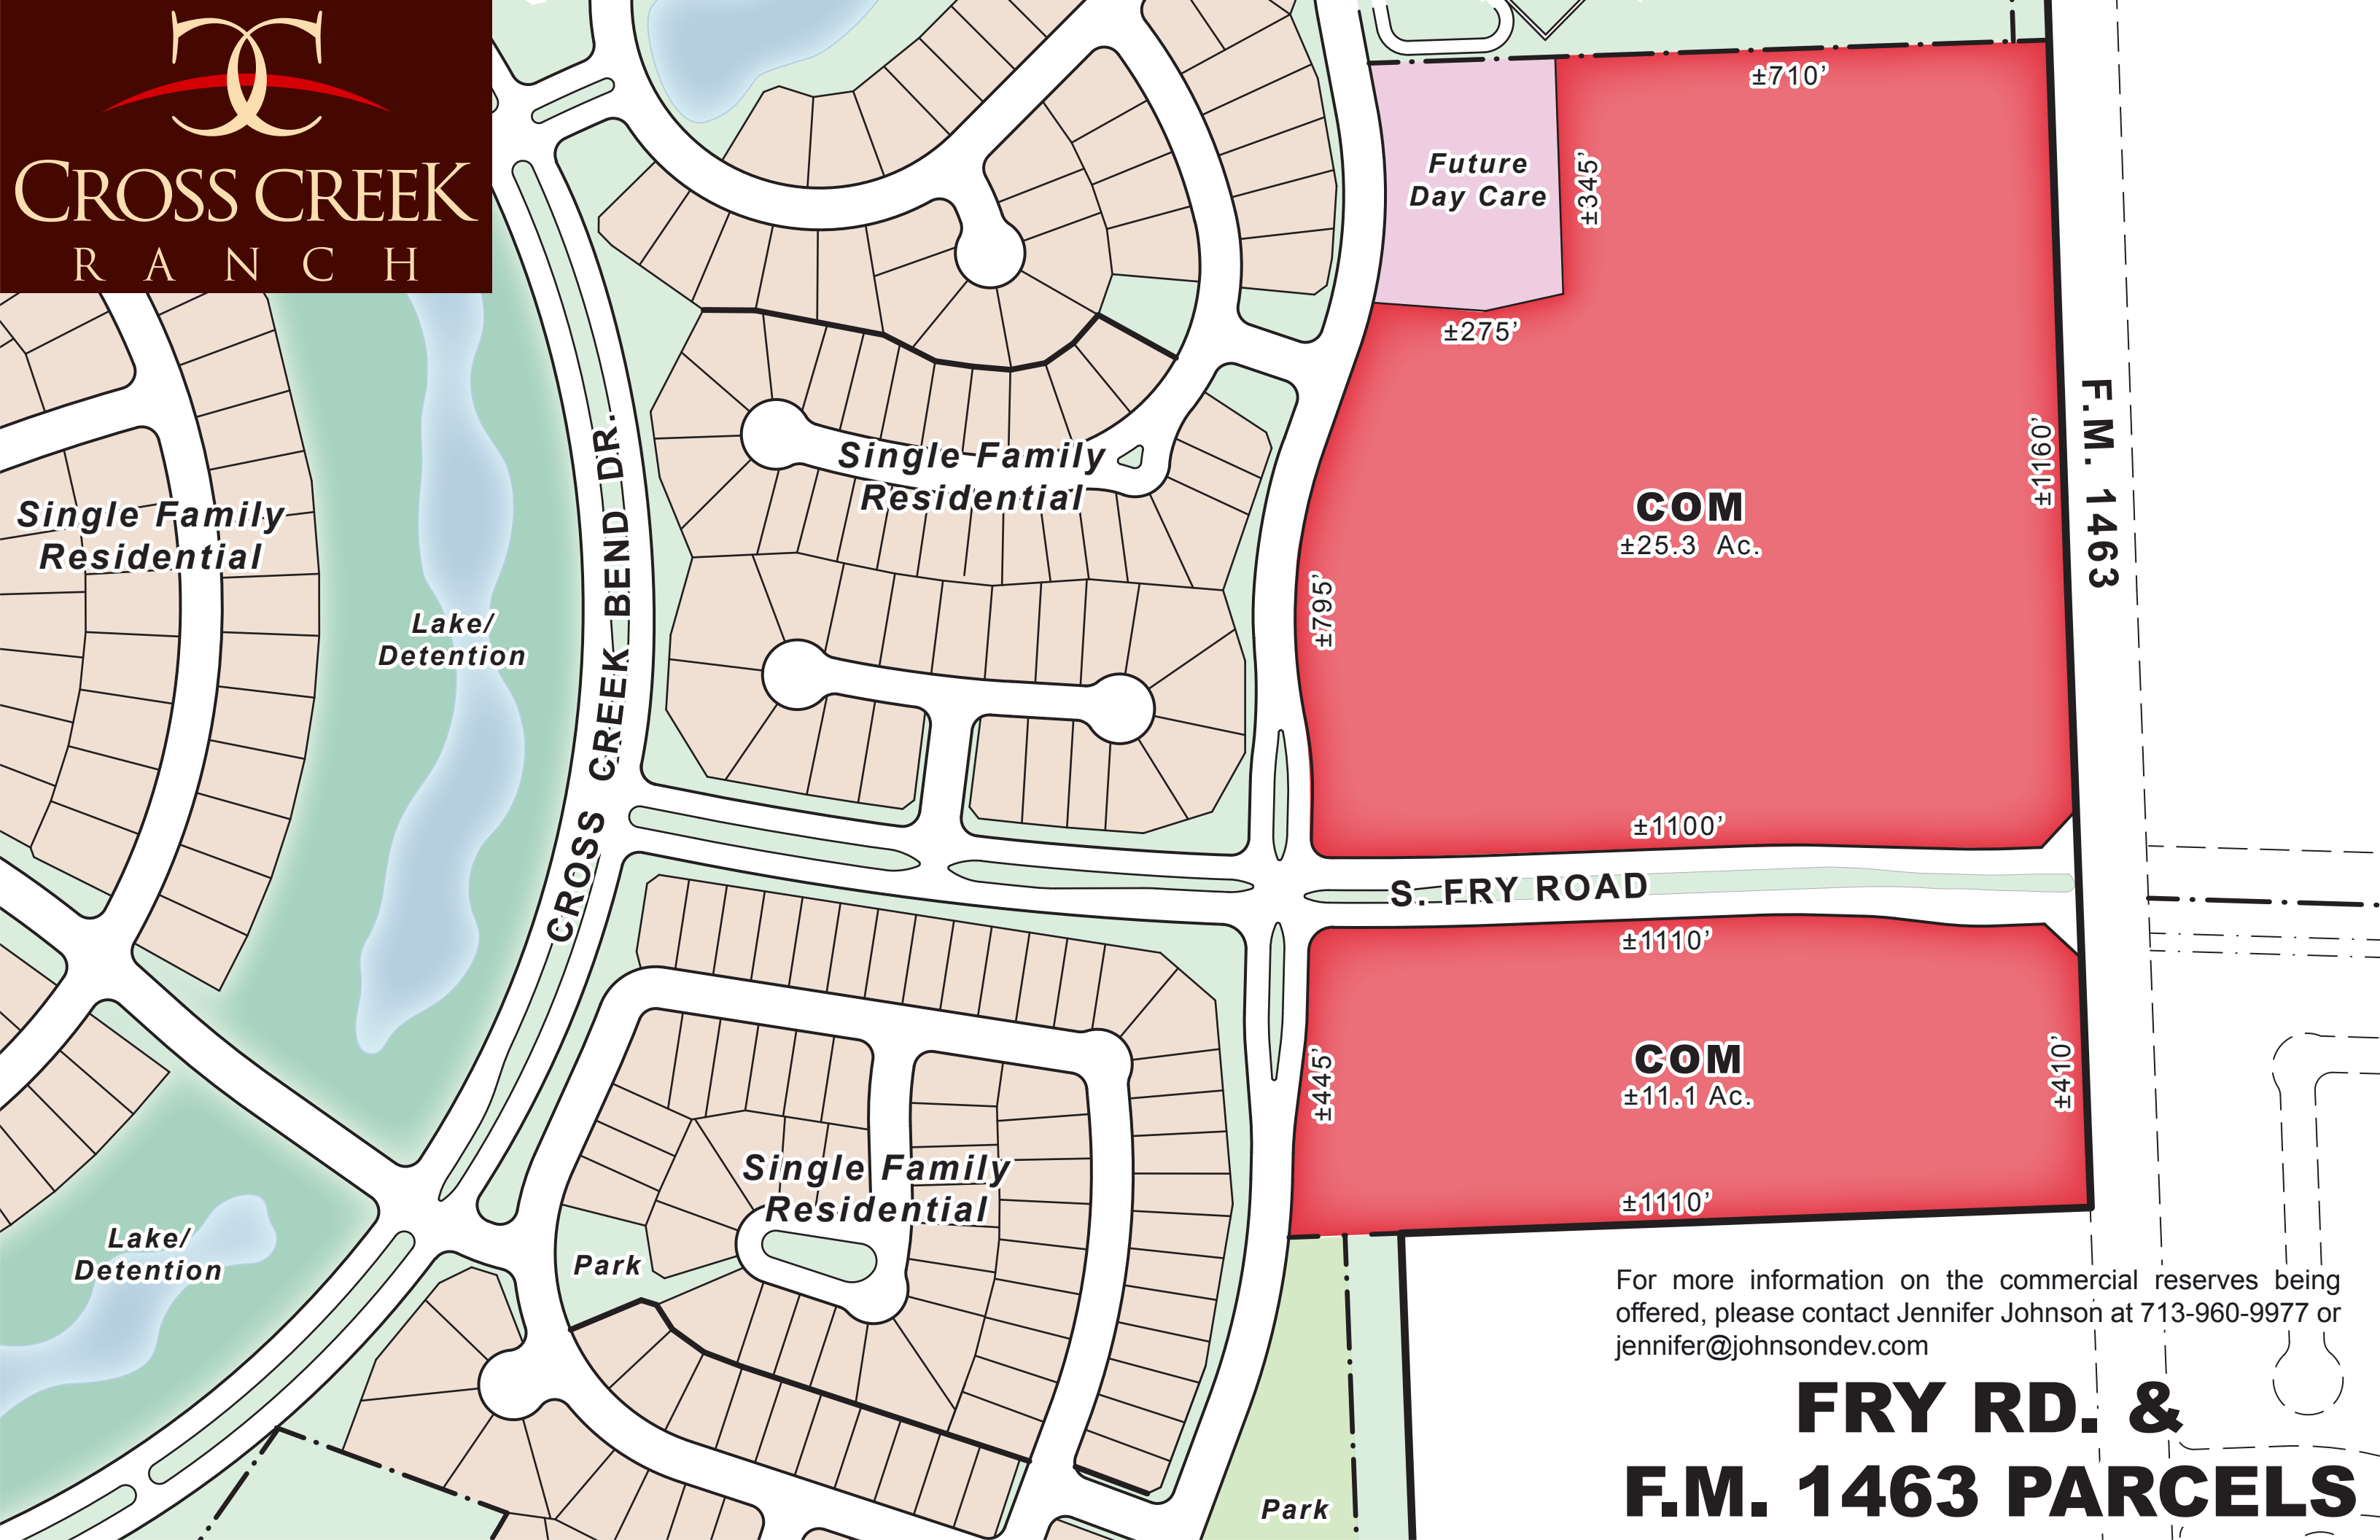 CROSS CREEK
RANCH
±710’
Future
Day Care
±345’
±275’
COM
±25.3 Ac.
±1160’
F.M. 1463
±795’
±1100’
Single Family
Residential
Single Family
Residential
CROSS CREEK BEND DR.
Lake/
Detention
S. FRY ROAD
±1110’
COM
±11.1 Ac.
±445’
±410’
±1110’
Single Family
Residential
Park
Lake/
Detention
Park
For more information on the commercial reserves being
offered, please contact Jennifer Johnson at 713-960-9977 or
jennifer@johnsondev.com
FRY RD. &
F.M. 1463 PARCELS